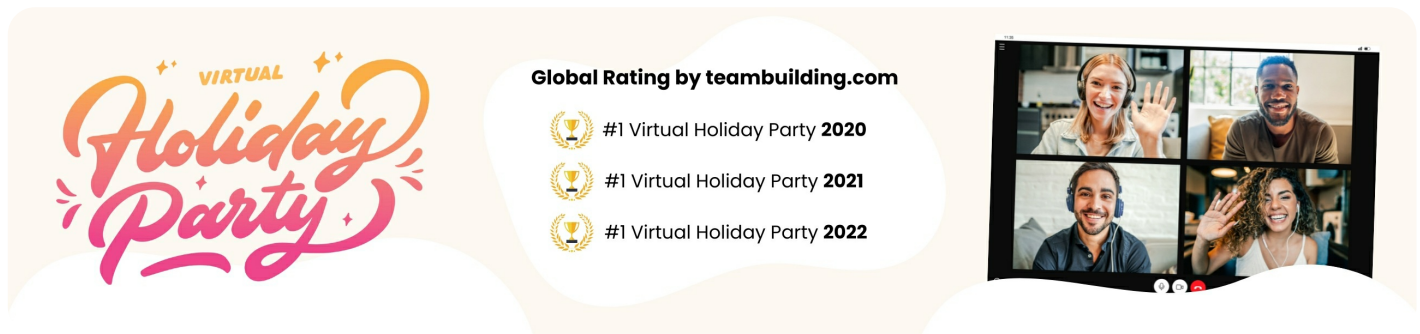 VIRTUAL
Holiday
Party
Global Rating by teambuilding.com
#1 Virtual Holiday Party 2020
#1 Virtual Holiday Party 2021
#1 Virtual Holiday Party 2022